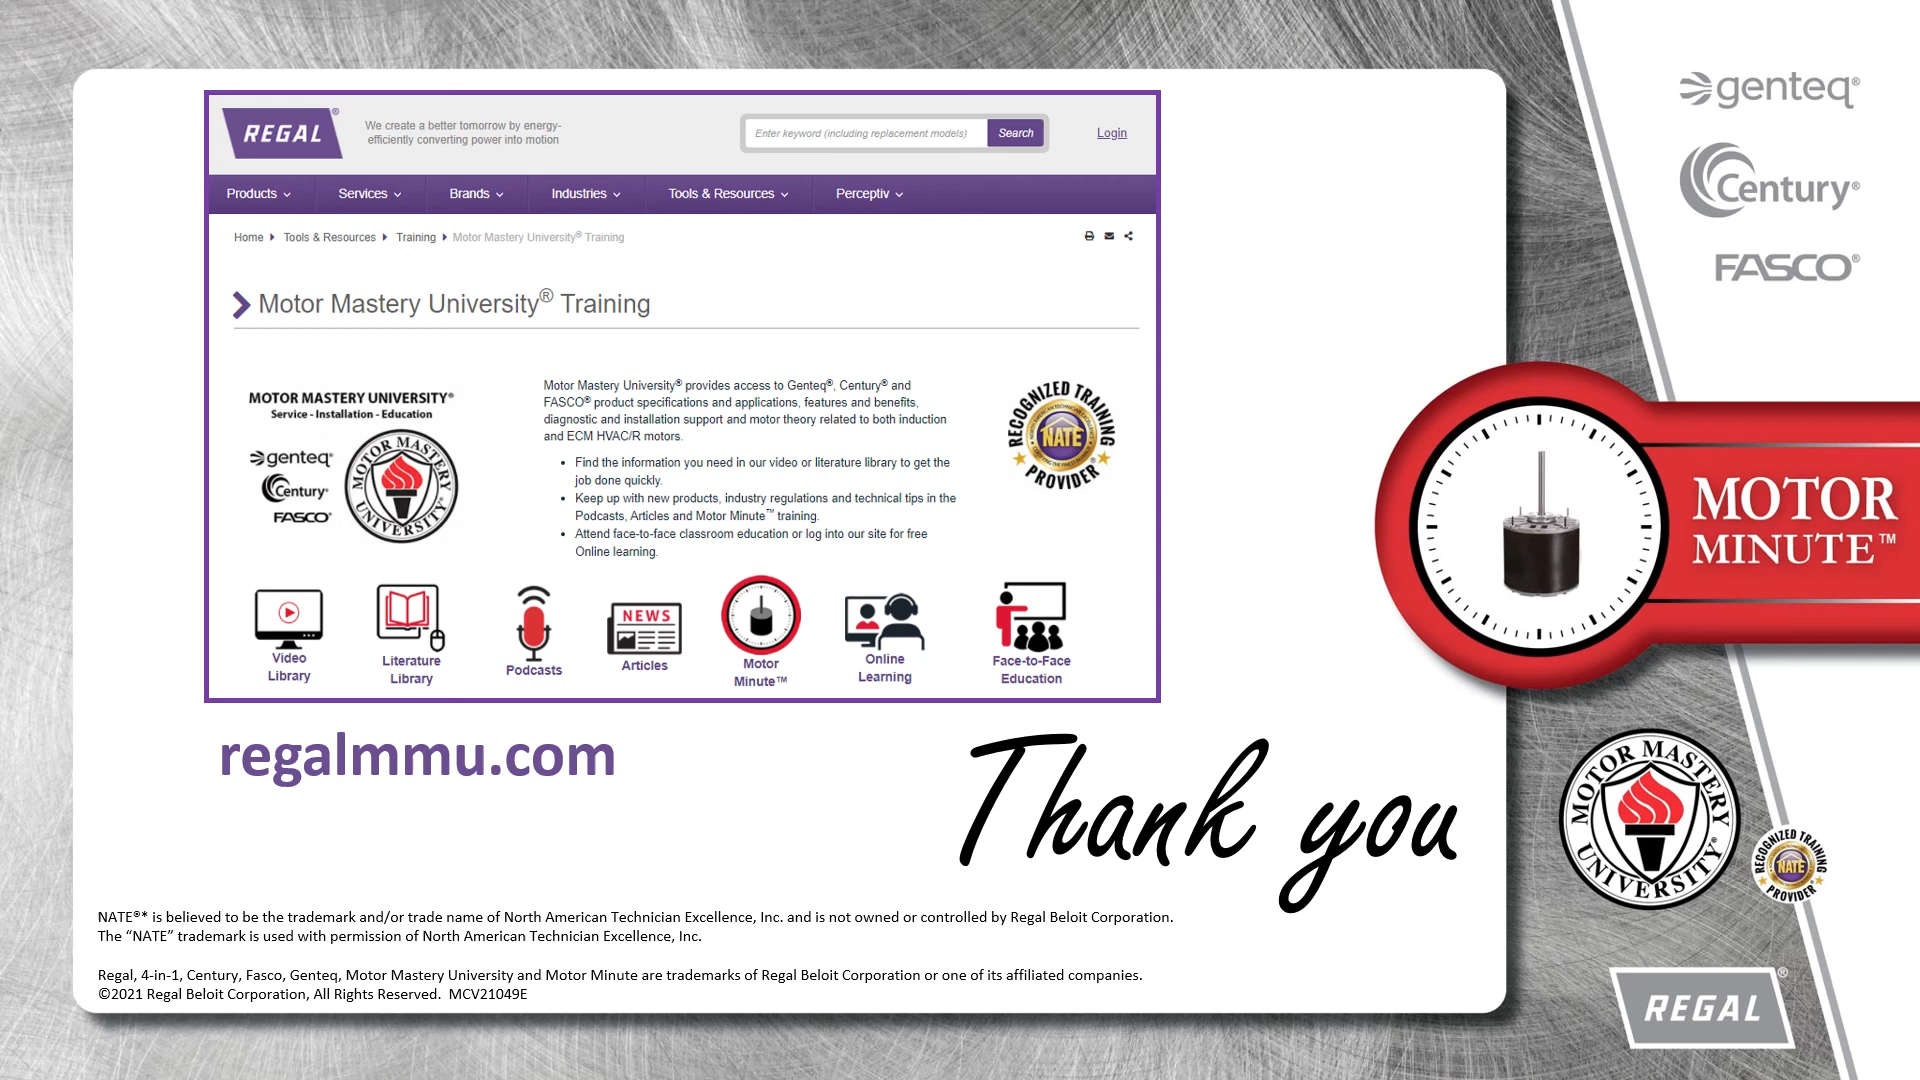 REGAL®
We create a better tomorrow by energy-
efficiently converting power into motion
Enter keyword (including replacement models)
Search
Login
Products
Services
Brands
Industries
Tools & Resources
Perceptiv
Home
Tools & Resources
Training
Motor Mastery University® Training
Motor Mastery University® Training
MOTOR MASTERY UNIVERSITY®
Service - Installation - Education
genteq®
Century®
FASCO®
MOTOR MASTERY
UNIVERSITY®
Motor Mastery University® provides access to Genteq®, Century® and
FASCO® product specifications and applications, features and benefits,
diagnostic and installation support and motor theory related to both induction
and ECM HVAC/R motors.
• Find the information you need in our video or literature library to get the
job done quickly.
• Keep up with new products, industry regulations and technical tips in the
Podcasts, Articles and Motor Minute™ training.
• Attend face-to-face classroom education or log into our site for free
Online learning.
RECOGNIZED TRAINING
NATE
PROVIDER
NEWS
Video
Library
Literature
Library
Podcasts
Articles
Motor
Minute™
Online
Learning
Face-to-Face
Education
regalmmu.com
Thank you
NATE®* is believed to be the trademark and/or trade name of North American Technician Excellence, Inc. and is not owned or controlled by Regal Beloit Corporation.
The “NATE” trademark is used with permission of North American Technician Excellence, Inc.
Regal, 4-in-1, Century, Fasco, Genteq, Motor Mastery University and Motor Minute are trademarks of Regal Beloit Corporation or one of its affiliated companies.
©2021 Regal Beloit Corporation, All Rights Reserved.  MCV21049E
genteq®
Century®
FASCO®
MOTOR
MINUTE™
MOTOR MASTERY
UNIVERSITY®
RECOGNIZED TRAINING
NATE
PROVIDER
REGAL®